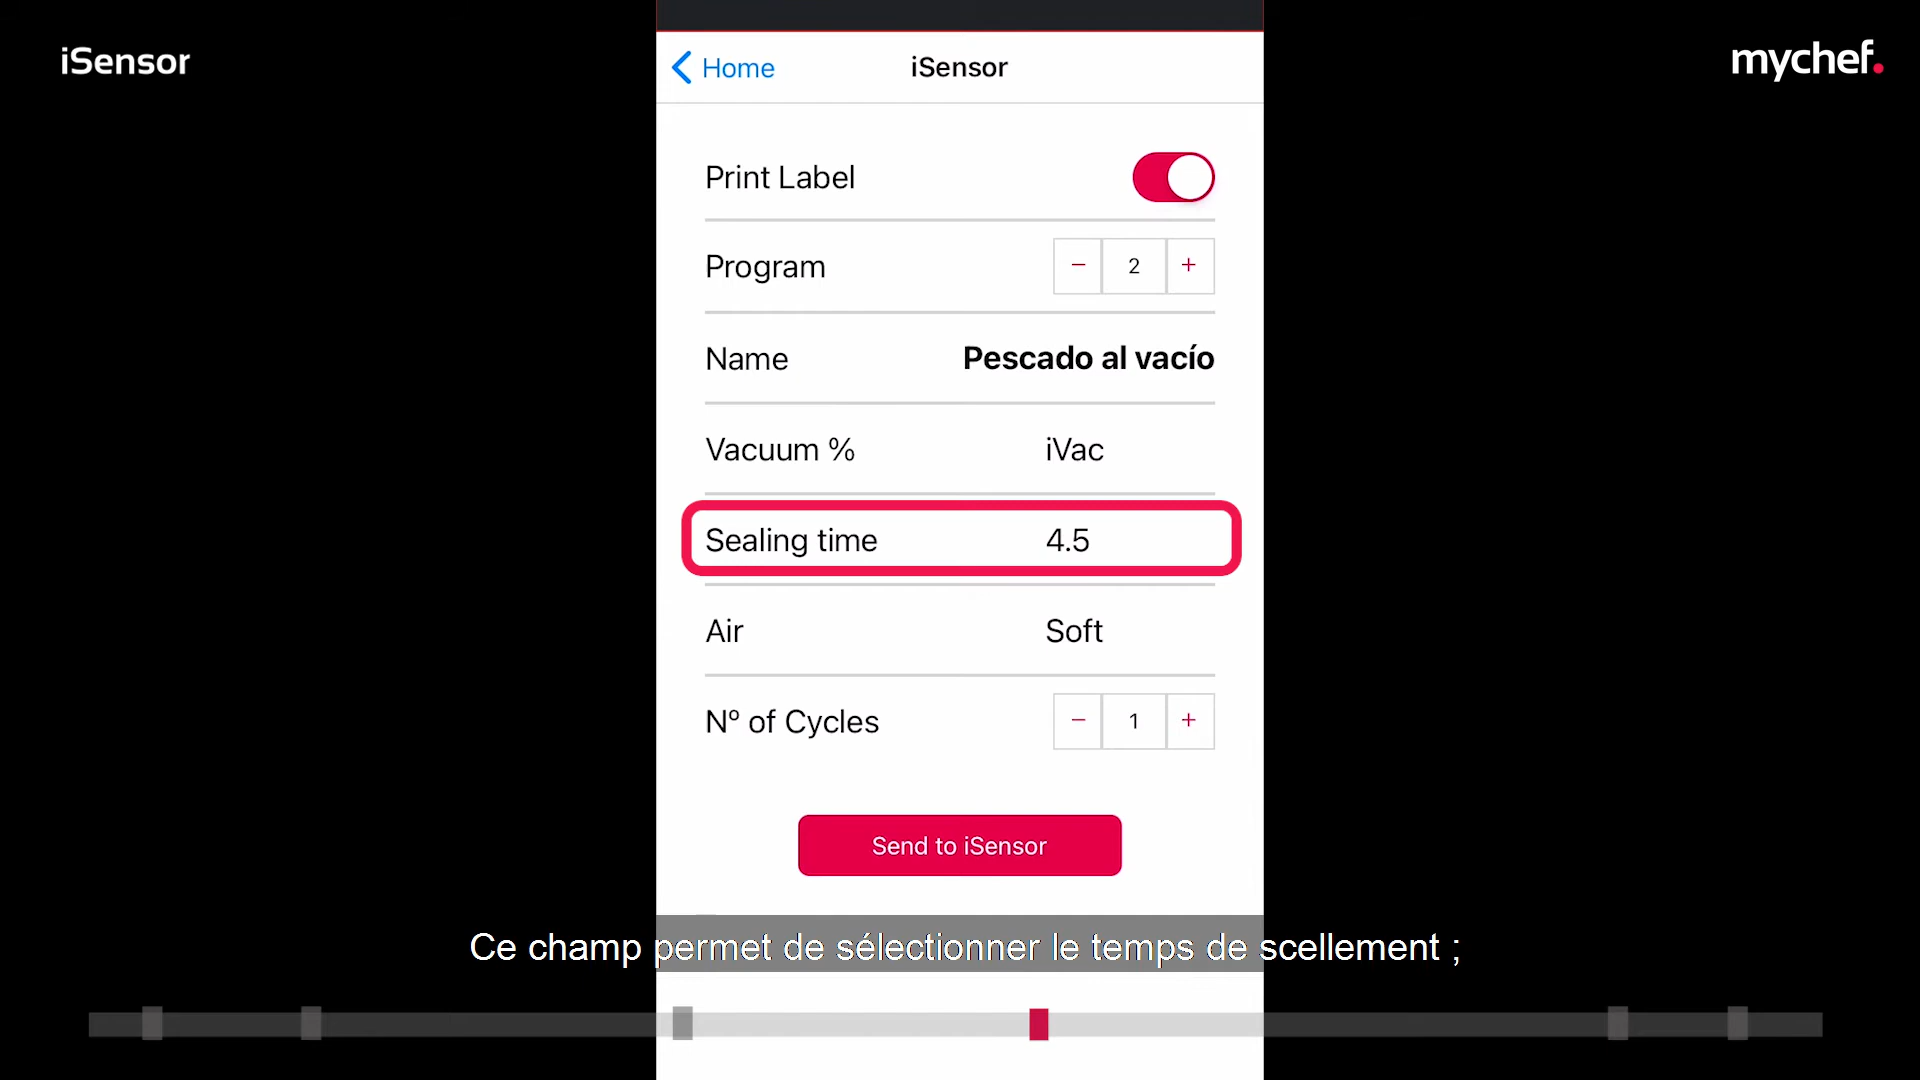 iSensor
mychef.
Home
iSensor
Print Label
Program
− 2 +
Name
Pescado al vacío
Vacuum %
iVac
Sealing time
4.5
Air
Soft
Nº of Cycles
− 1 +
Send to iSensor
Ce champ permet de sélectionner le temps de scellement ;